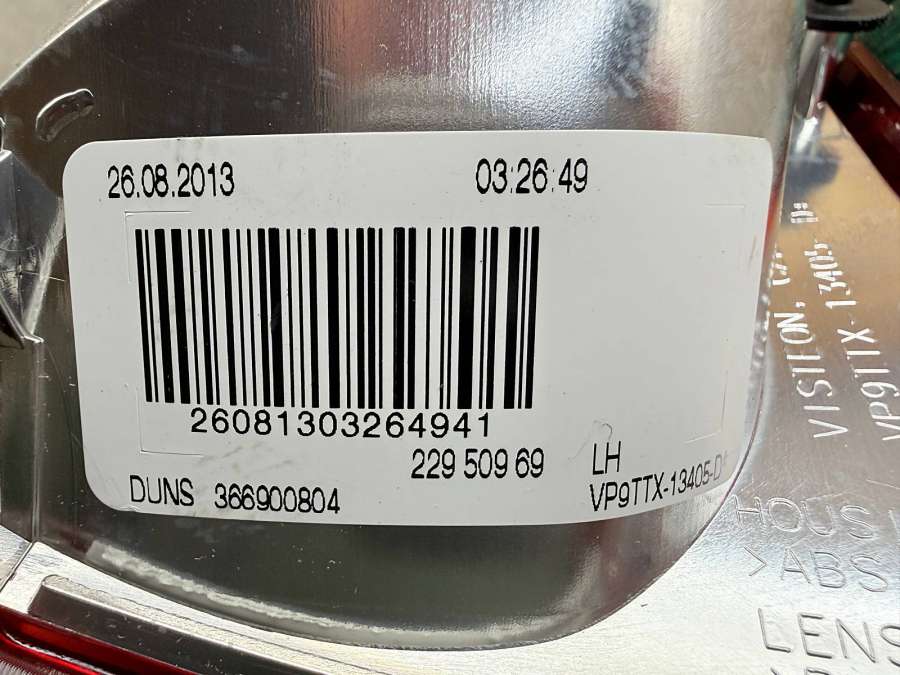 26.08.2013 03:26:49
26081303264941
229 509 69
LH
DUNS 366900804
VP9TTX-13405-D
VISTEON,
VP9TTX-13405-
HOUS
>ABS
LENS